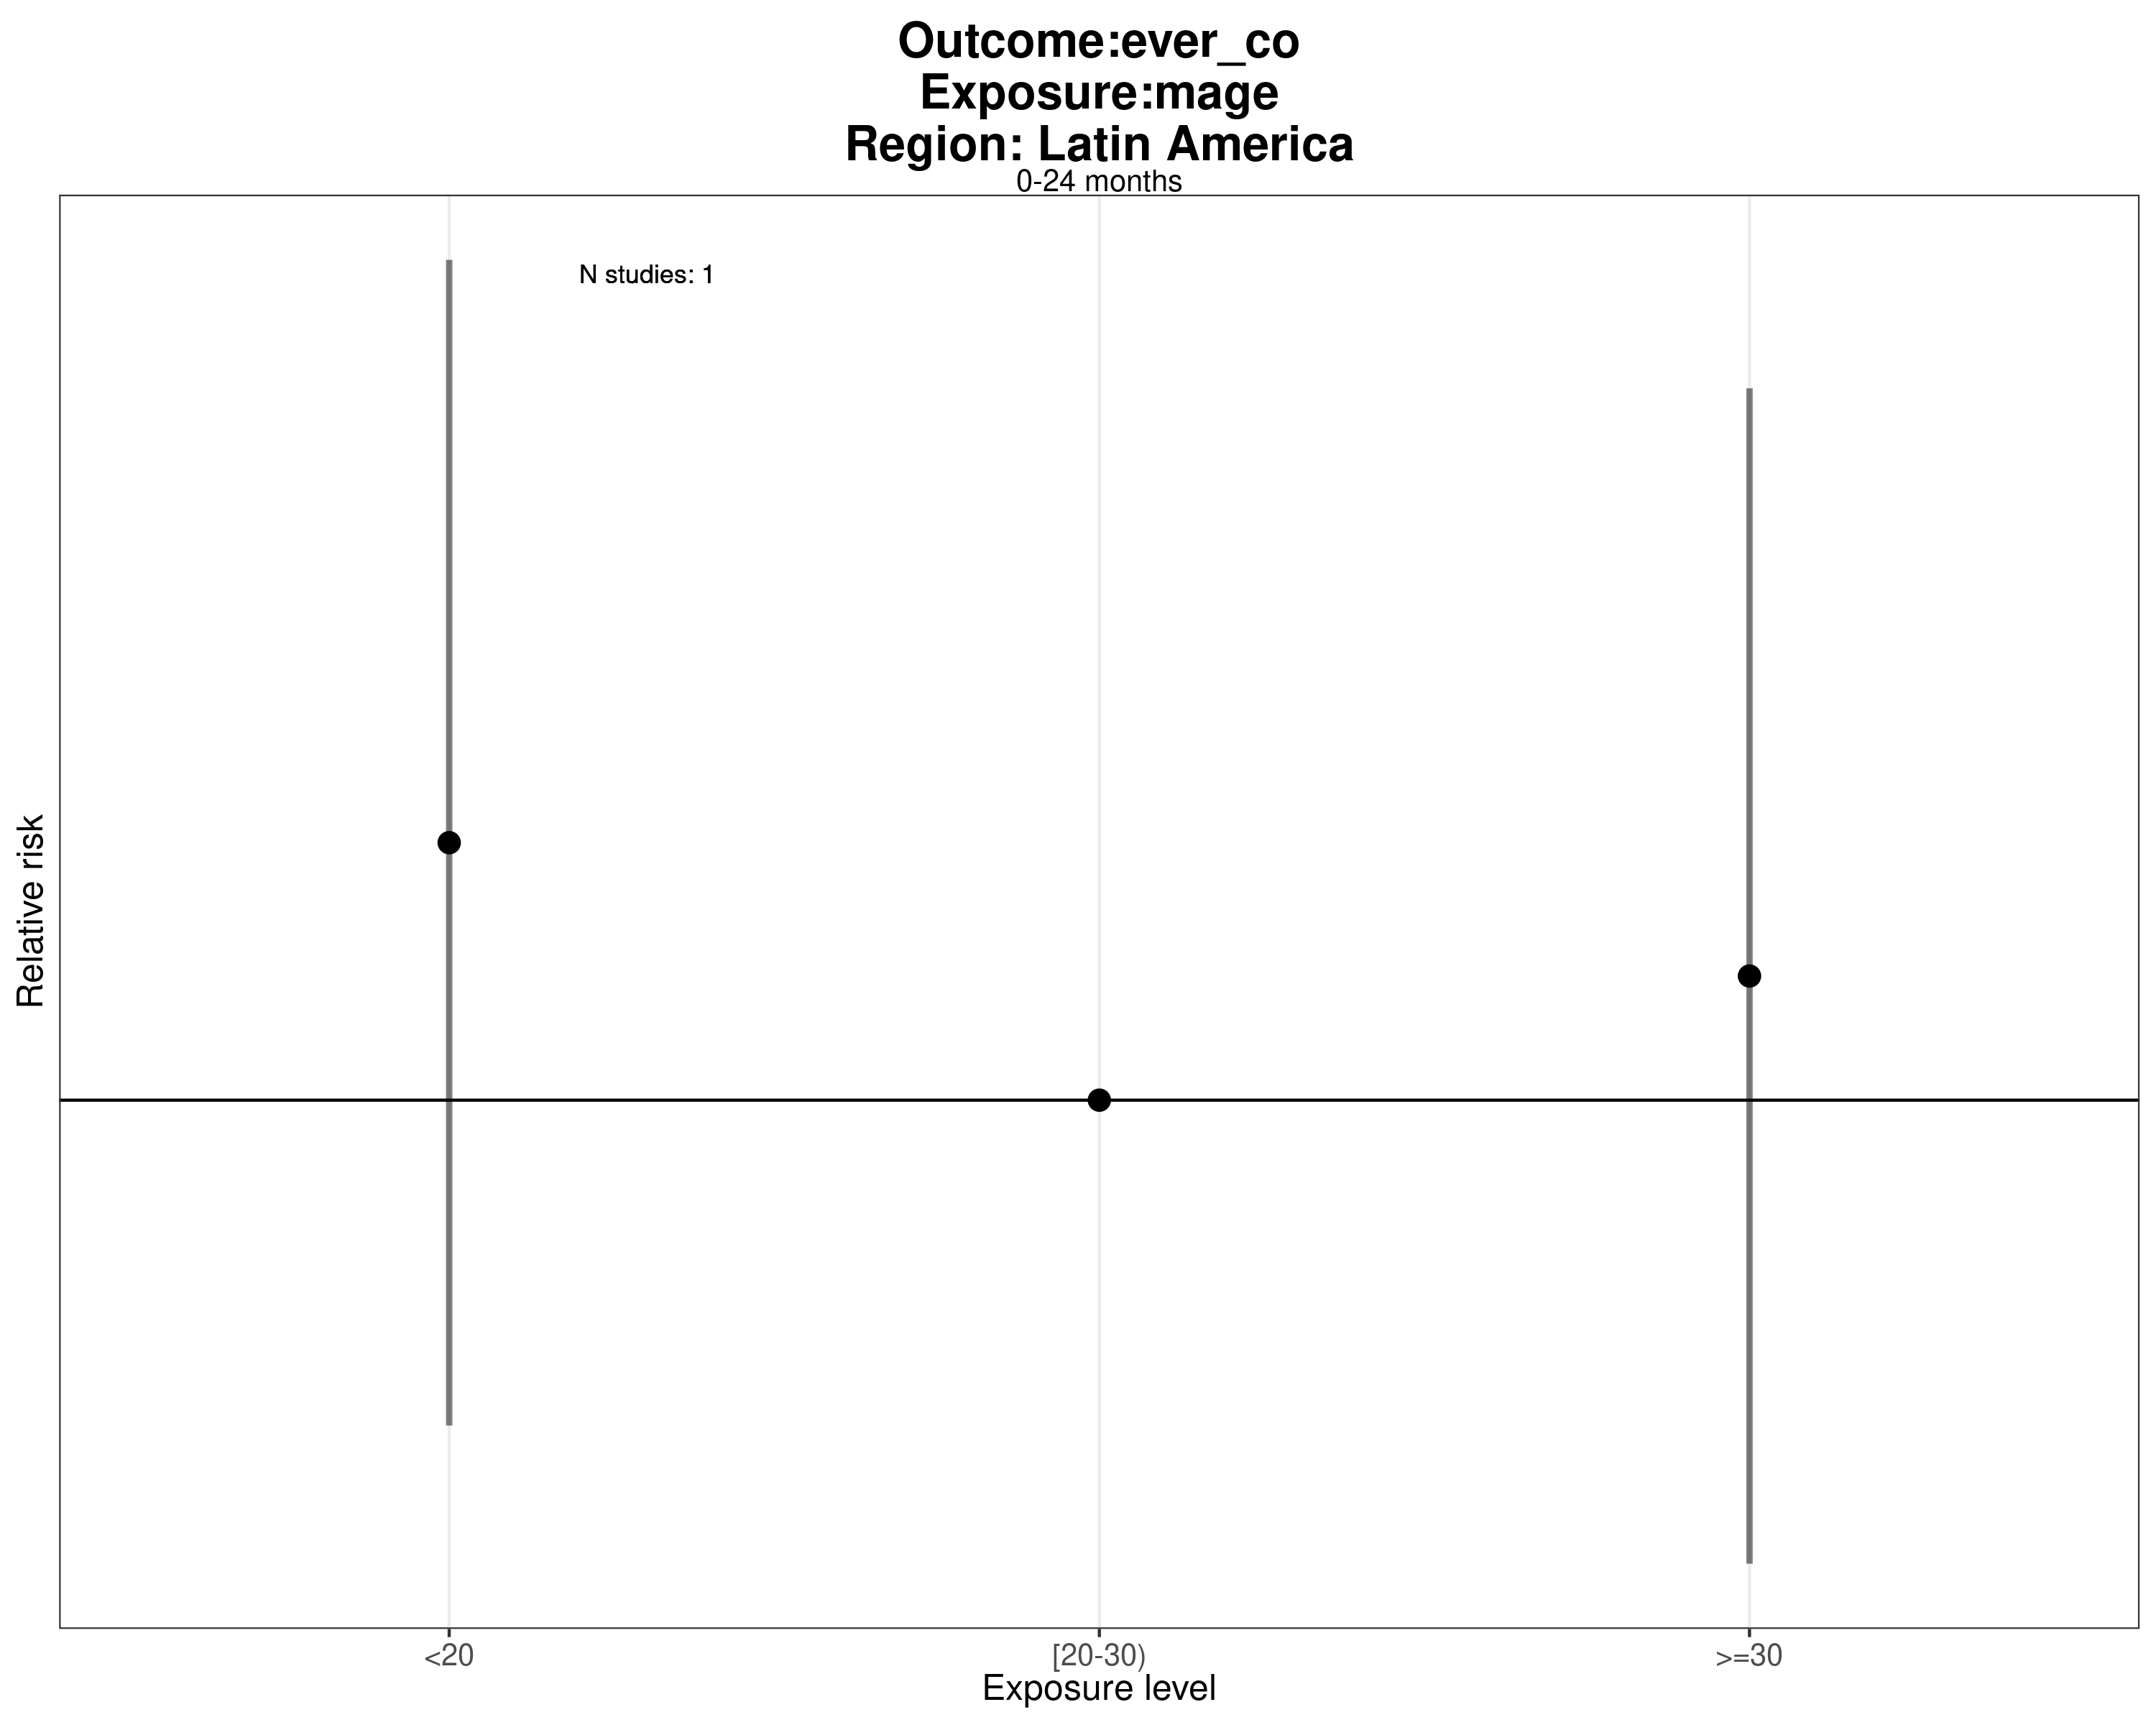 Outcome:ever_co
Exposure:mage
Region: Latin America
0-24 months
N studies: 1
Relative risk
<20
[20-30)
>=30
Exposure level